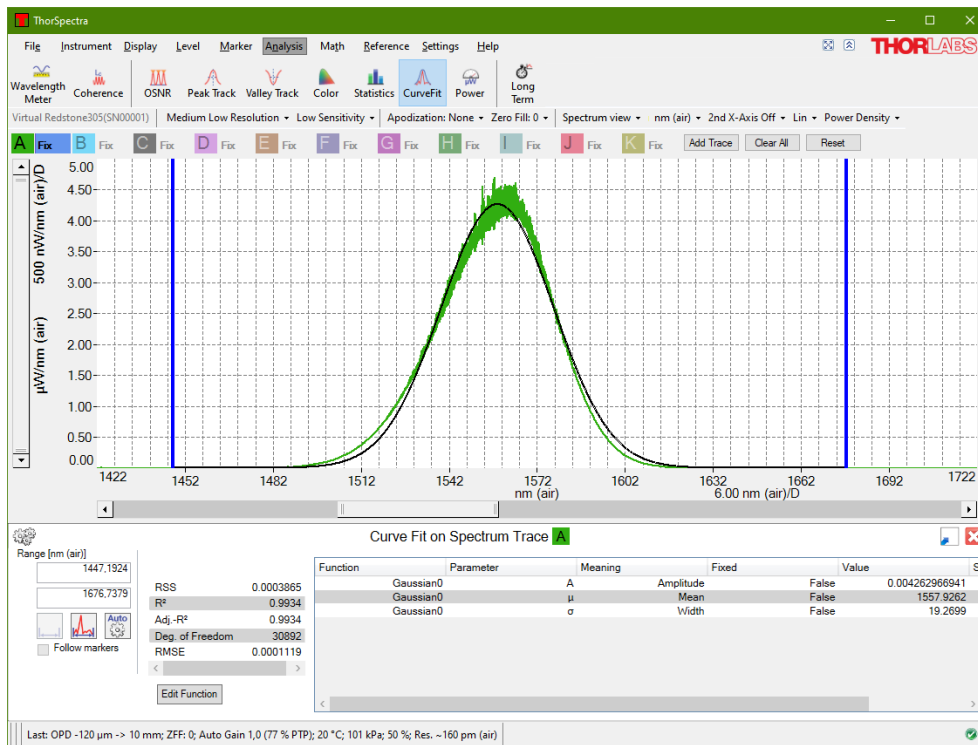 ThorSpectra
File Instrument Display Level Marker Analysis Math Reference Settings Help
THORLABS
Wavelength Meter Coherence OSNR Peak Track Valley Track Color Statistics CurveFit Power Long Term
Virtual Redstone305(SN00001) Medium Low Resolution Low Sensitivity Apodization: None Zero Fill: 0 Spectrum view nm (air) 2nd X-Axis Off Lin Power Density
A Fix B Fix C Fix D Fix E Fix F Fix G Fix H Fix I Fix J Fix K Fix Add Trace Clear All Reset
500 nW/nm (air)/D
µW/nm (air)
5.00
4.50
4.00
3.50
3.00
2.50
2.00
1.50
1.00
0.50
0.00
1422 1452 1482 1512 1542 1572 1602 1632 1662 1692 1722
nm (air) 6.00 nm (air)/D
Curve Fit on Spectrum Trace A
Range [nm (air)]
1447,1924
1676,7379
Auto
Follow markers
RSS 0.0003865
R² 0.9934
Adj.-R² 0.9934
Deg. of Freedom 30892
RMSE 0.0001119
Edit Function
Function Parameter Meaning Fixed Value S
Gaussian0 A Amplitude False 0.004262966941
Gaussian0 µ Mean False 1557.9262
Gaussian0 σ Width False 19.2699
Last: OPD -120 µm -> 10 mm; ZFF: 0; Auto Gain 1,0 (77 % PTP); 20 °C; 101 kPa; 50 %; Res. ~160 pm (air)